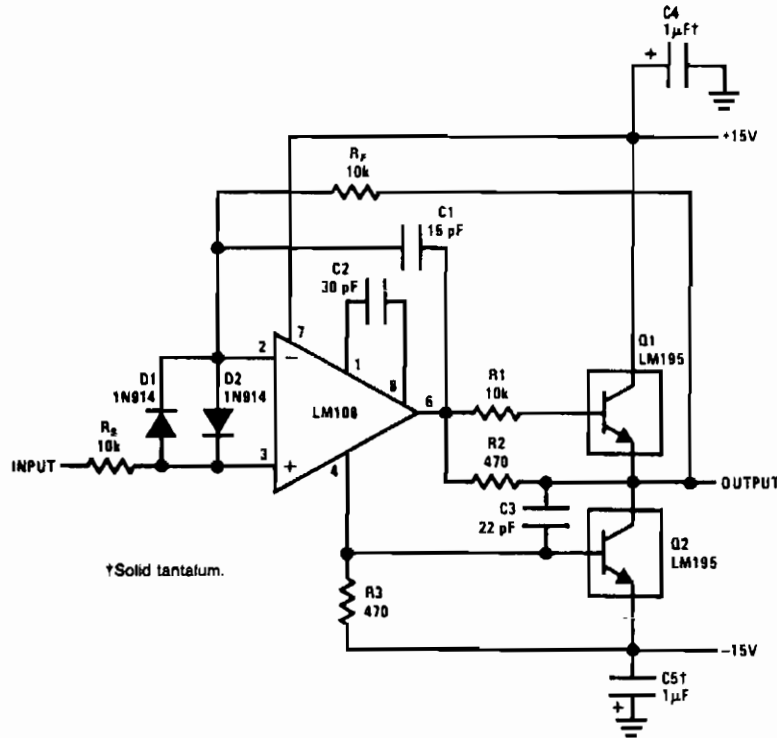 C4
1µF†
+
+15V
RF
10k
C1
15 pF
C2
30 pF
7
2
−
1
8
Q1
LM195
D1
1N914
D2
1N914
LM108
6
R1
10k
RS
10k
INPUT
3
+
4
R2
470
OUTPUT
C3
22 pF
Q2
LM195
†Solid tantalum.
R3
470
−15V
C5†
1µF
+